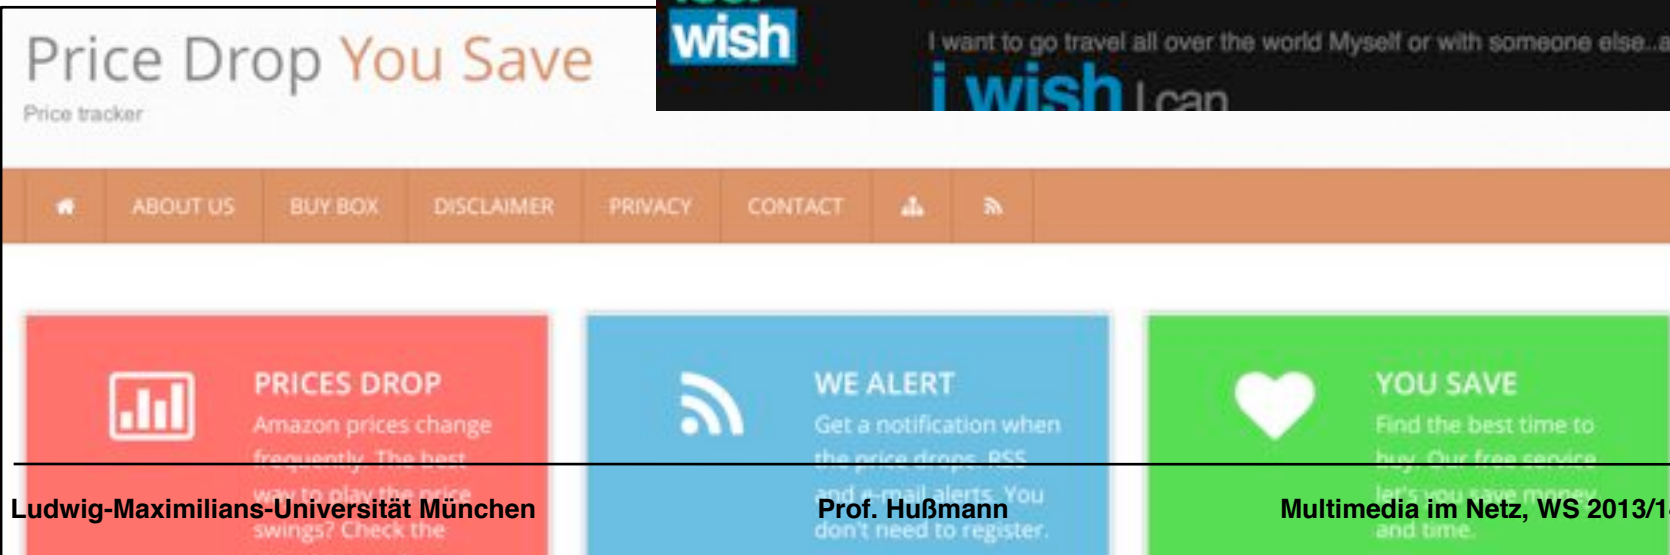 wish
I want to go travel all over the world Myself or with someone else..a
i wish I can
Price Drop You Save
Price tracker
ABOUT US
BUY BOX
DISCLAIMER
PRIVACY
CONTACT
PRICES DROP
Amazon prices change
frequently. The best
way to play the price
swings? Check the
WE ALERT
Get a notification when
the price drops. RSS
and e-mail alerts. You
don't need to register.
YOU SAVE
Find the best time to
buy. Our free service
let's you save money
and time.
Ludwig-Maximilians-Universität München
Prof. Hußmann
Multimedia im Netz, WS 2013/1